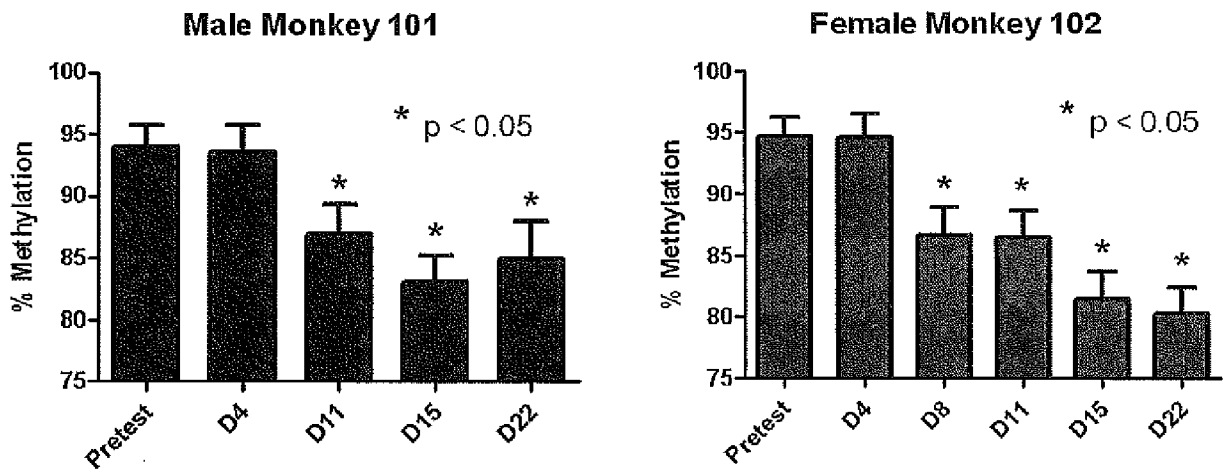 Male Monkey 101
% Methylation
100
95
90
85
80
75
* p < 0.05
*
*
*
Pretest
D4
D11
D15
D22
Female Monkey 102
% Methylation
100
95
90
85
80
75
* p < 0.05
*
*
*
*
Pretest
D4
D8
D11
D15
D22